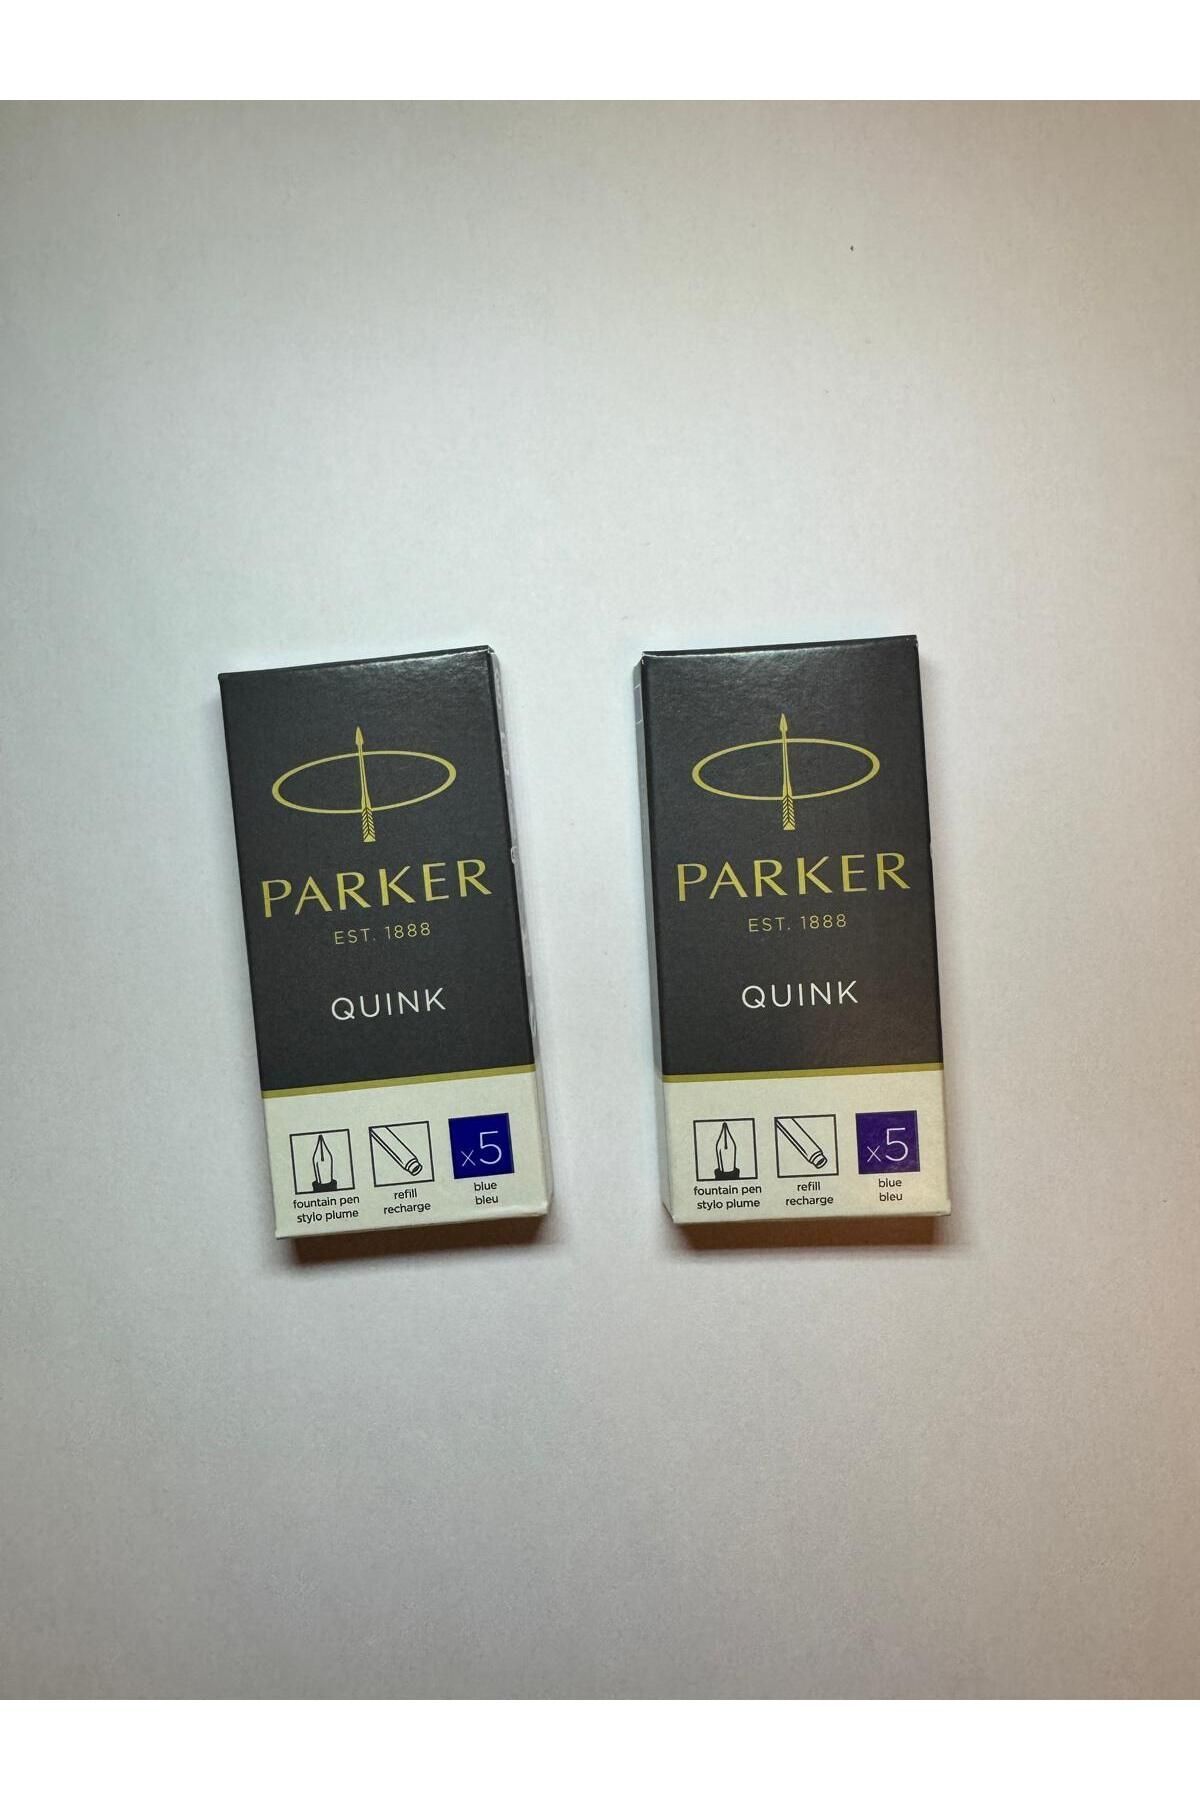 PARKER
EST. 1888
QUINK
x5
fountain pen
stylo plume
refill
recharge
blue
bleu
PARKER
EST. 1888
QUINK
x5
fountain pen
stylo plume
refill
recharge
blue
bleu